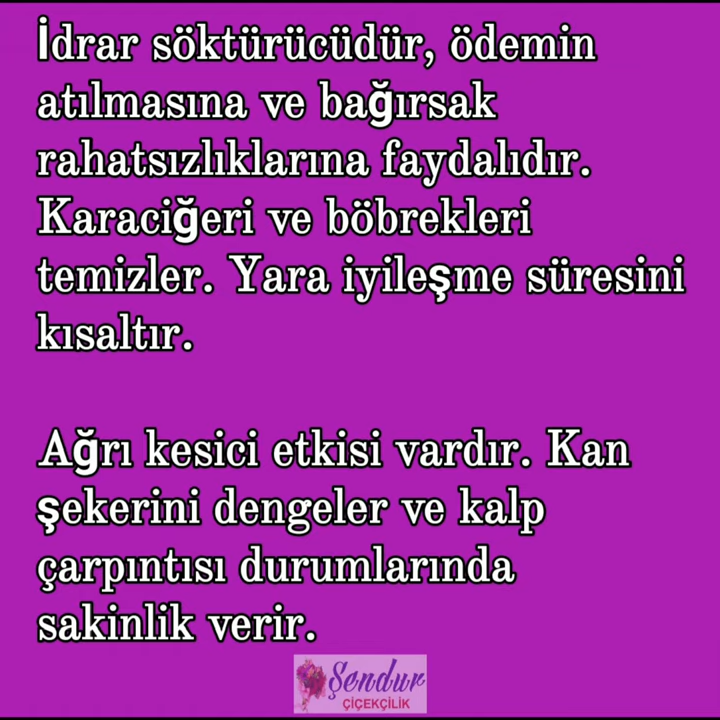 İdrar söktürücüdür, ödemin
atılmasına ve bağırsak
rahatsızlıklarına faydalıdır.
Karaciğeri ve böbrekleri
temizler. Yara iyileşme süresini
kısaltır.
Ağrı kesici etkisi vardır. Kan
şekerini dengeler ve kalp
çarpıntısı durumlarında
sakinlik verir.
Şendur
ÇİÇEKÇİLİK